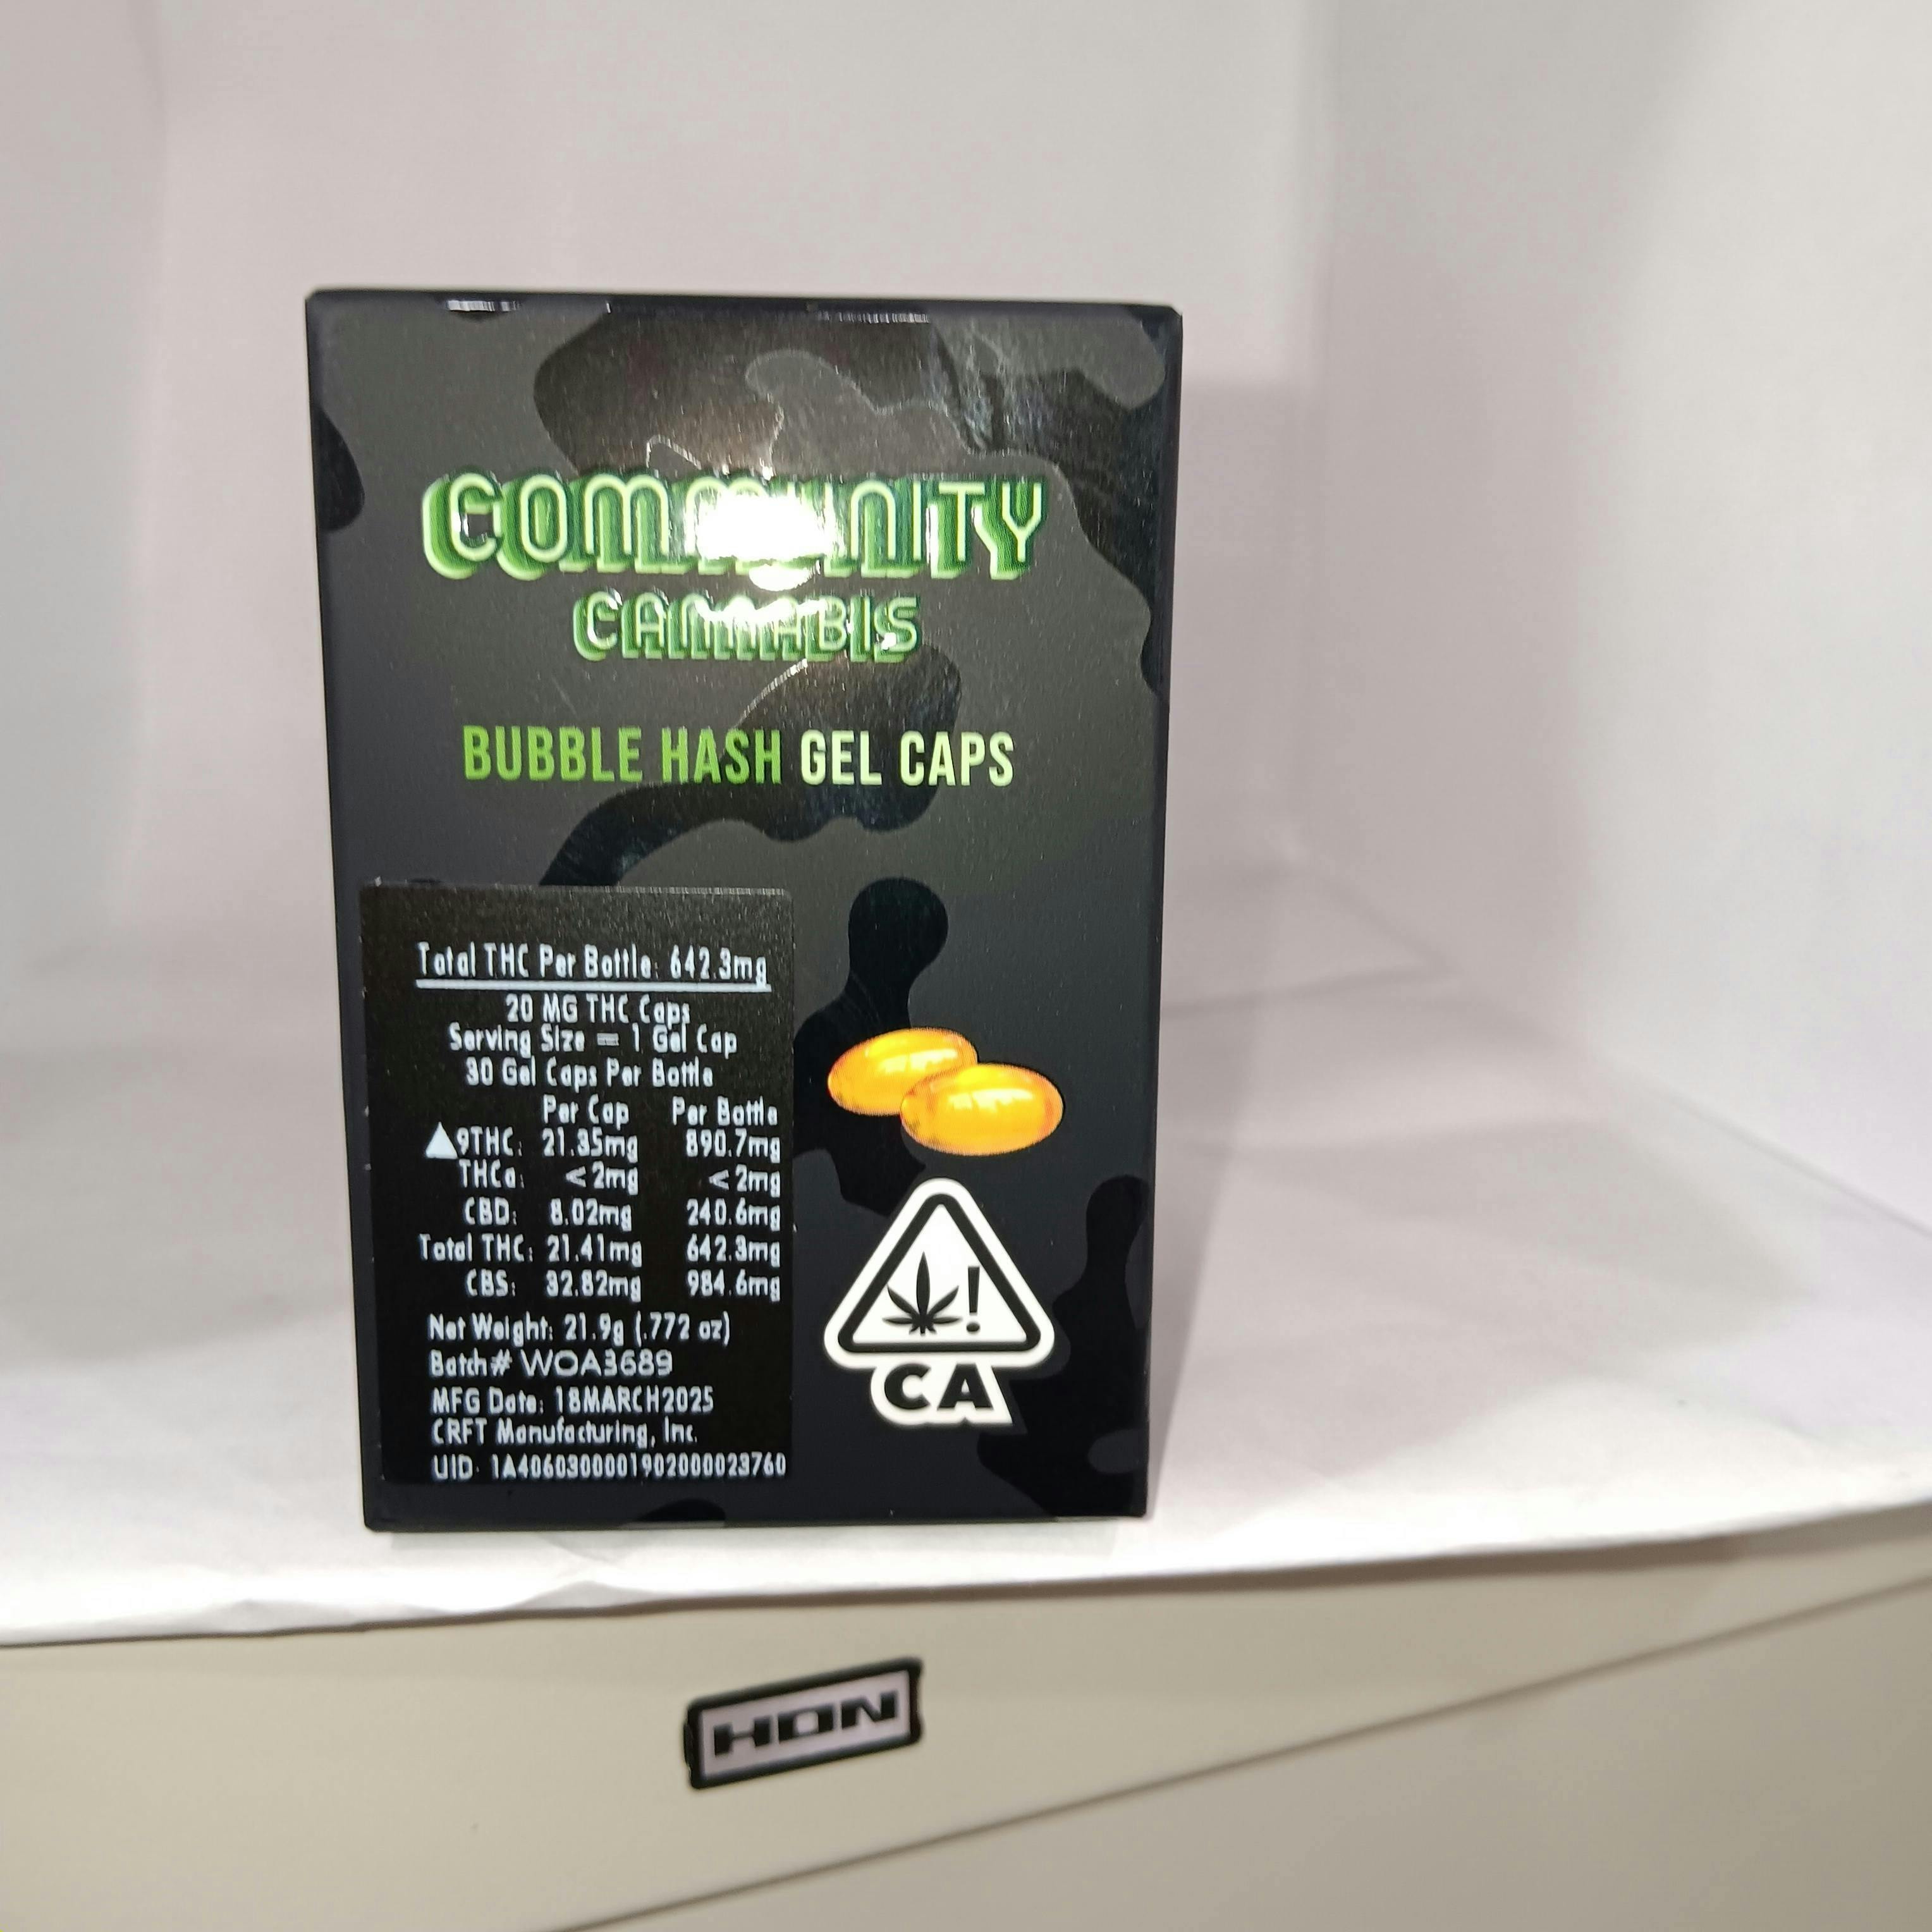 COMMUNITY
CANNABIS
BUBBLE HASH GEL CAPS
Total THC Per Bottle: 642.3mg
20 MG THC Caps
Serving Size = 1 Gel Cap
30 Gel Caps Per Bottle
Per Cap Per Bottle
▲9THC: 21.35mg 890.7mg
THCa: <2mg <2mg
CBD: 8.02mg 240.6mg
Total THC: 21.41mg 642.3mg
CBS: 32.82mg 984.6mg
Net Weight: 21.9g (.772 oz)
Batch# WOA3689
MFG Date: 18MARCH2025
CRFT Manufacturing, Inc.
UID: 1A4060300001902000023760
!
CA
HON